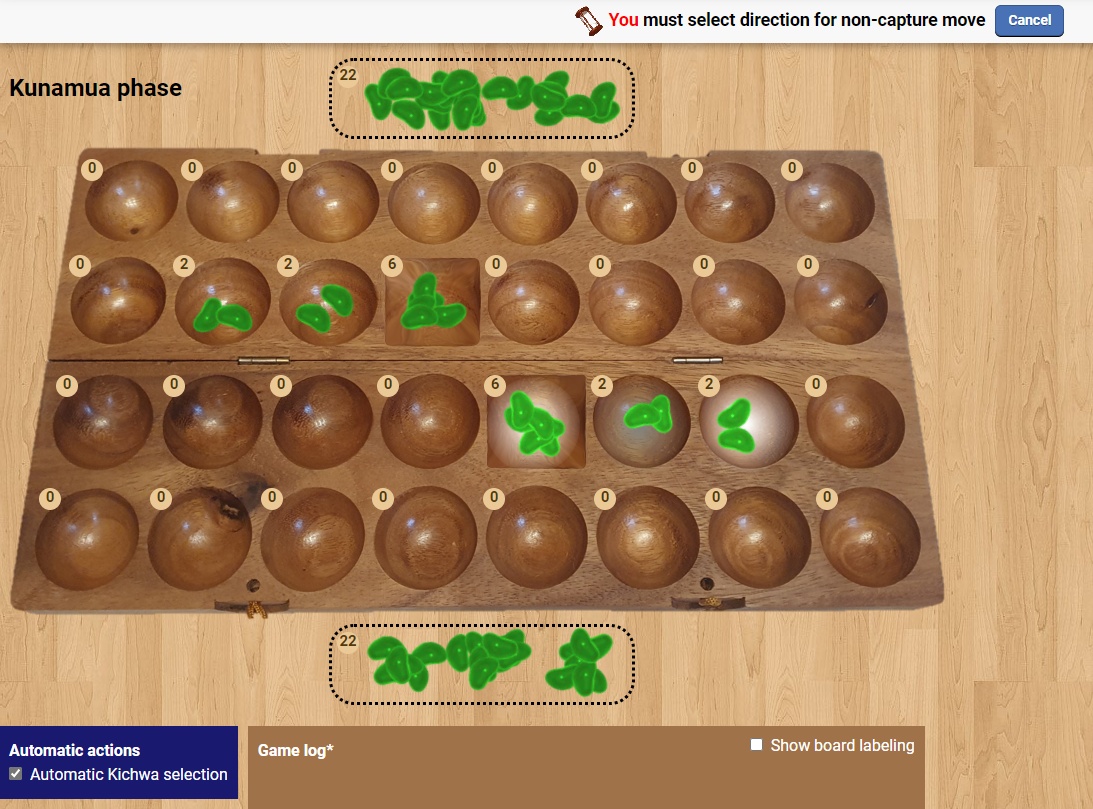 You must select direction for non-capture move Cancel
Kunamua phase
22
0 0 0 0 0 0 0 0
0 2 2 6 0 0 0 0
0 0 0 0 6 2 2 0
0 0 0 0 0 0 0 0
22
Automatic actions
Automatic Kichwa selection
Game log*
Show board labeling